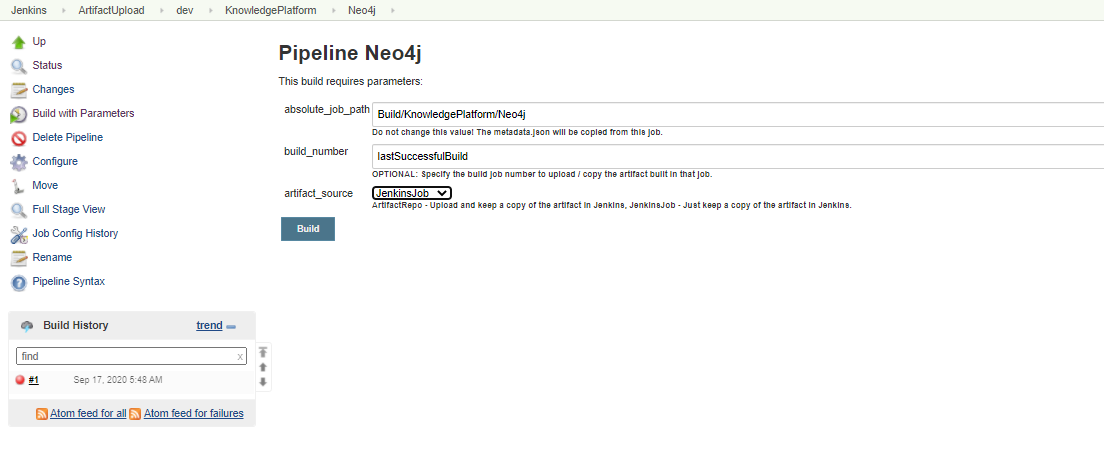 Jenkins ArtifactUpload dev KnowledgePlatform Neo4j
Up
Status
Changes
Build with Parameters
Delete Pipeline
Configure
Move
Full Stage View
Job Config History
Rename
Pipeline Syntax
Build History trend
find x
#1 Sep 17, 2020 5:48 AM
Atom feed for all Atom feed for failures
Pipeline Neo4j
This build requires parameters:
absolute_job_path Build/KnowledgePlatform/Neo4j
Do not change this value! The metadata.json will be copied from this job.
build_number lastSuccessfulBuild
OPTIONAL: Specify the build job number to upload / copy the artifact built in that job.
artifact_source JenkinsJob
ArtifactRepo - Upload and keep a copy of the artifact in Jenkins, JenkinsJob - Just keep a copy of the artifact in Jenkins.
Build